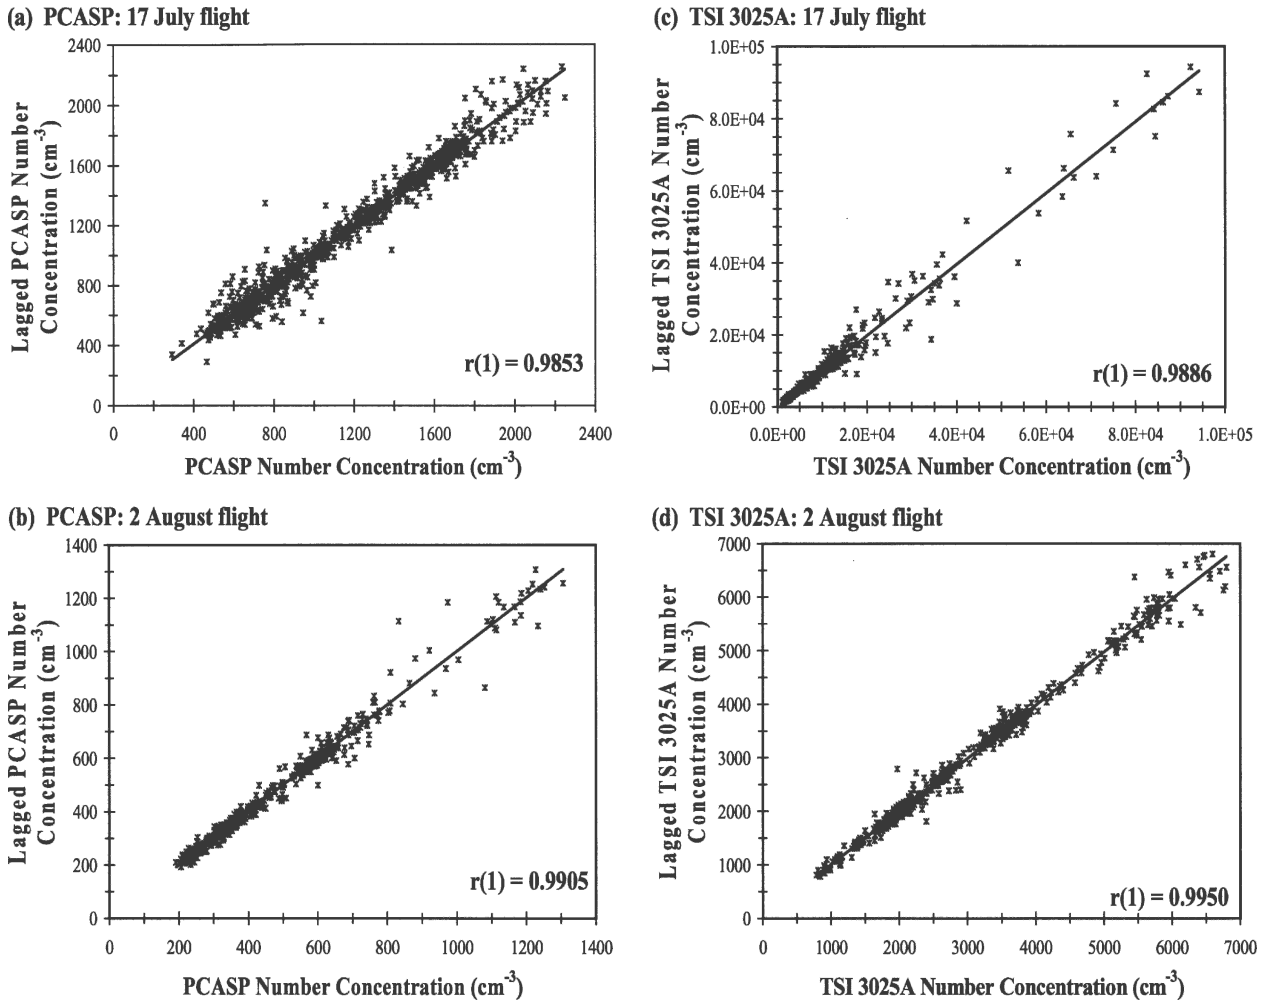 (a) PCASP: 17 July flight
2400
2000
1600
1200
800
400
0
0 400 800 1200 1600 2000 2400
Lagged PCASP Number
Concentration (cm⁻³)
r(1) = 0.9853
PCASP Number Concentration (cm⁻³)
(c) TSI 3025A: 17 July flight
1.0E+05
8.0E+04
6.0E+04
4.0E+04
2.0E+04
0.0E+00
0.0E+00 2.0E+04 4.0E+04 6.0E+04 8.0E+04 1.0E+05
Lagged TSI 3025A Number
Concentration (cm⁻³)
r(1) = 0.9886
TSI 3025A Number Concentration (cm⁻³)
(b) PCASP: 2 August flight
1400
1200
1000
800
600
400
200
0
0 200 400 600 800 1000 1200 1400
Lagged PCASP Number
Concentration (cm⁻³)
r(1) = 0.9905
PCASP Number Concentration (cm⁻³)
(d) TSI 3025A: 2 August flight
7000
6000
5000
4000
3000
2000
1000
0
0 1000 2000 3000 4000 5000 6000 7000
Lagged TSI 3025A Number
Concentration (cm⁻³)
r(1) = 0.9950
TSI 3025A Number Concentration (cm⁻³)